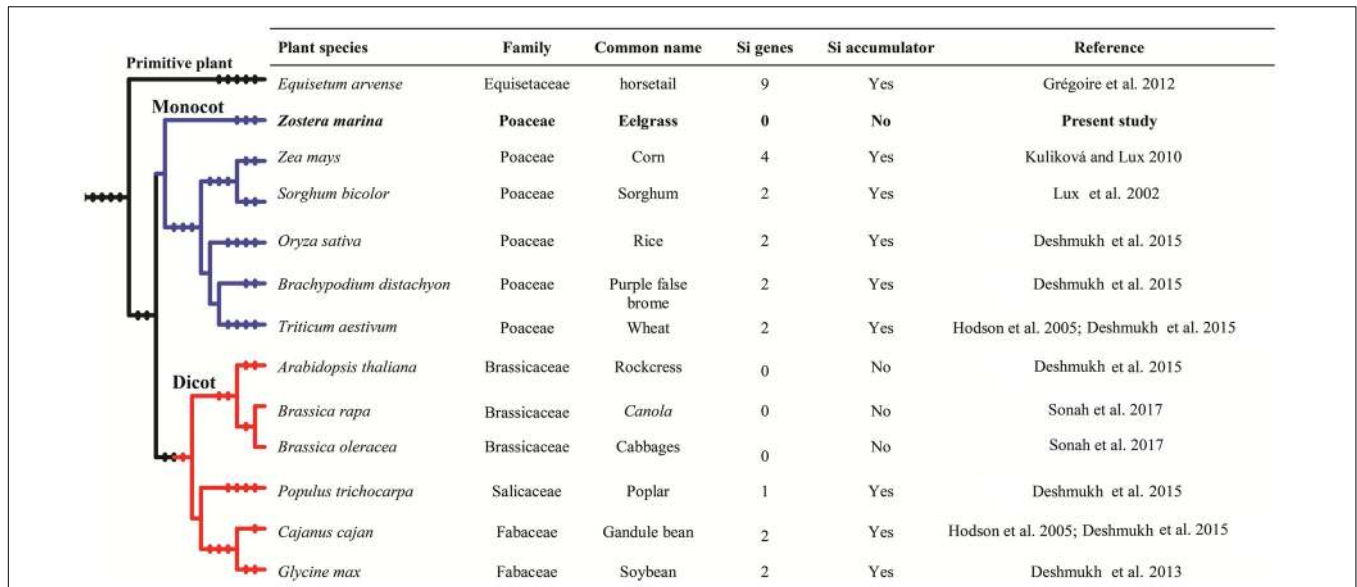 Plant species Family Common name Si genes Si accumulator Reference
Primitive plant
Equisetum arvense Equisetaceae horsetail 9 Yes Grégoire et al. 2012
Monocot
Zostera marina Poaceae Eelgrass 0 No Present study
Zea mays Poaceae Corn 4 Yes Kuliková and Lux 2010
Sorghum bicolor Poaceae Sorghum 2 Yes Lux et al. 2002
Oryza sativa Poaceae Rice 2 Yes Deshmukh et al. 2015
Brachypodium distachyon Poaceae Purple false 2 Yes Deshmukh et al. 2015
brome
Triticum aestivum Poaceae Wheat 2 Yes Hodson et al. 2005; Deshmukh et al. 2015
Arabidopsis thaliana Brassicaceae Rockcress 0 No Deshmukh et al. 2015
Dicot
Brassica rapa Brassicaceae Canola 0 No Sonah et al. 2017
Brassica oleracea Brassicaceae Cabbages 0 No Sonah et al. 2017
Populus trichocarpa Salicaceae Poplar 1 Yes Deshmukh et al. 2015
Cajanus cajan Fabaceae Gandule bean 2 Yes Hodson et al. 2005; Deshmukh et al. 2015
Glycine max Fabaceae Soybean 2 Yes Deshmukh et al. 2013